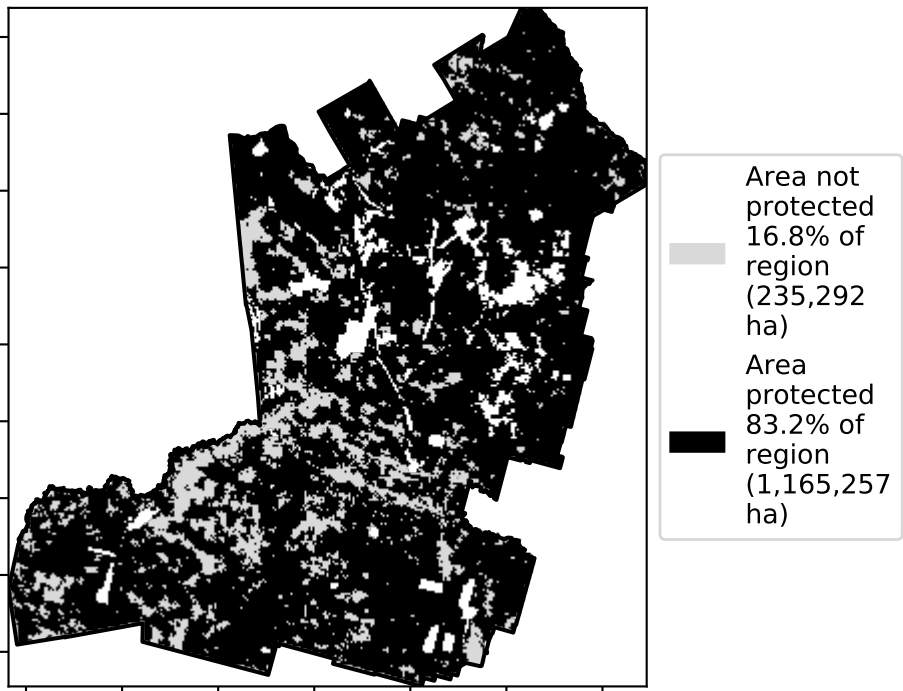 Area not
protected
16.8% of
region
(235,292
ha)
Area
protected
83.2% of
region
(1,165,257
ha)